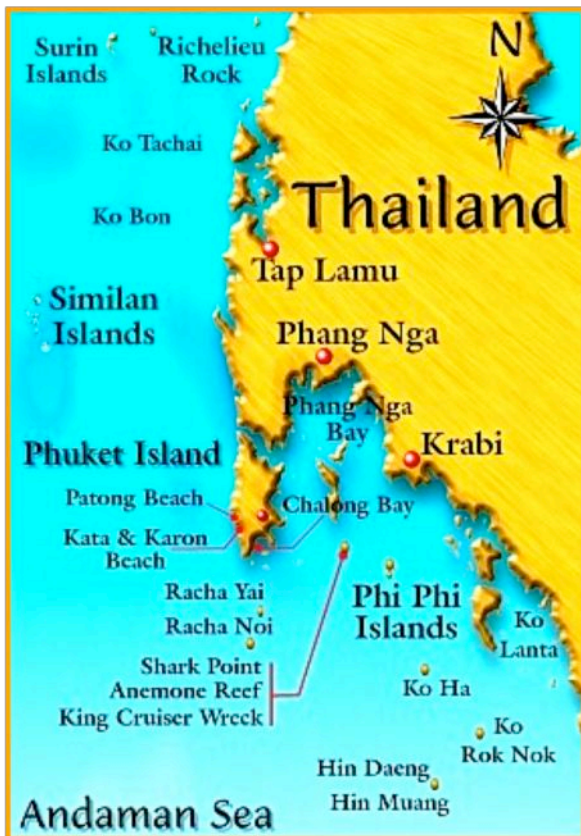 Surin
Islands
Richelieu
Rock
N
Ko Tachai
Ko Bon
Thailand
Tap Lamu
Similan
Islands
Phang Nga
Phang Nga
Bay
Krabi
Phuket Island
Patong Beach
Chalong Bay
Kata & Karon
Beach
Racha Yai
Racha Noi
Phi Phi
Islands
Ko
Lanta
Shark Point
Anemone Reef
King Cruiser Wreck
Ko Ha
Ko
Rok Nok
Hin Daeng
Hin Muang
Andaman Sea